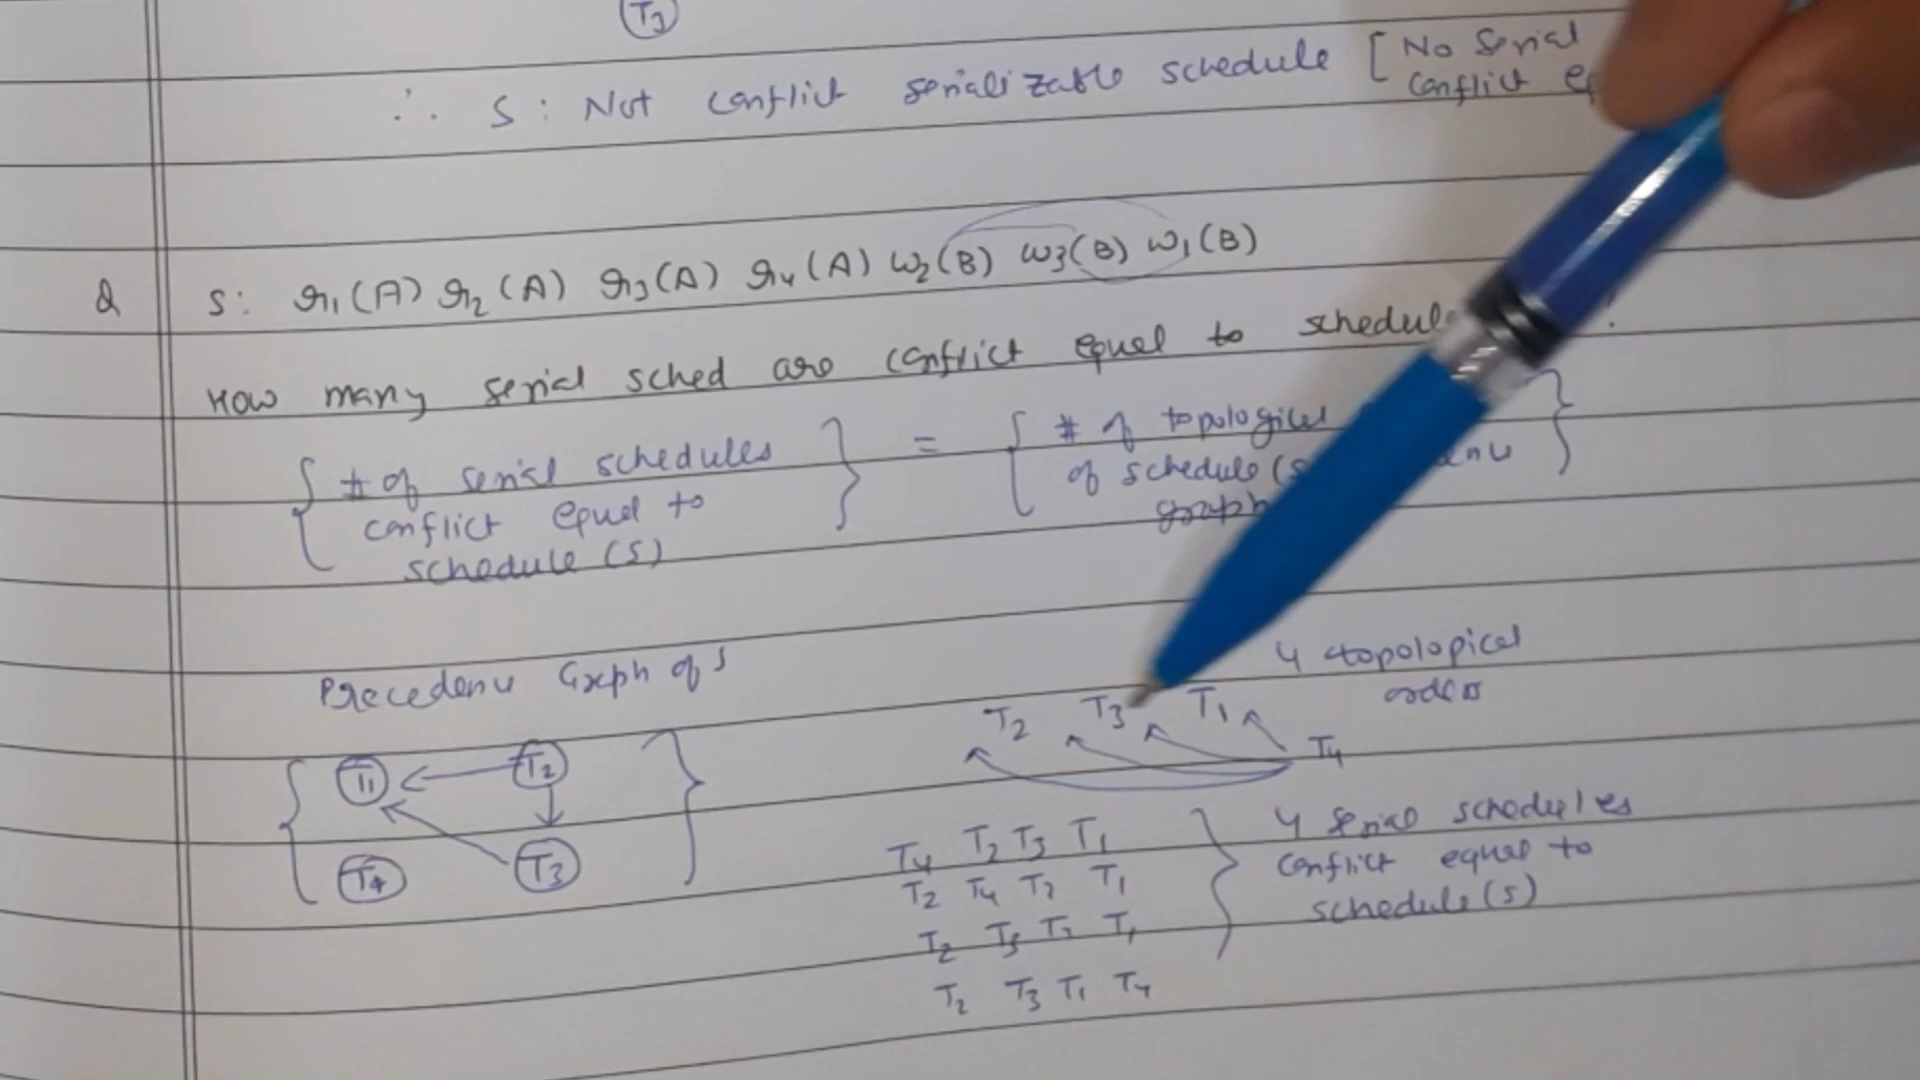 T3
∴ S : Not conflict serializable schedule [ No Serial
Conflict
Q S: r1(A) r2(A) r3(A) r4(A) w2(B) w3(B) w1(B)
How many serial sched are conflict equal to schedule
{ # of serial schedules conflict equal to schedule (S) } = { # of topological
of schedule
graph }
Precedence Graph of S
4 topological
orders
T2 T3 T1
T4
T1 T2
T4 T3
T4 T2 T3 T1
T2 T4 T3 T1
T2 T3 T1
T2 T3 T1 T4
4 serial schedules
conflict equal to
schedule (S)